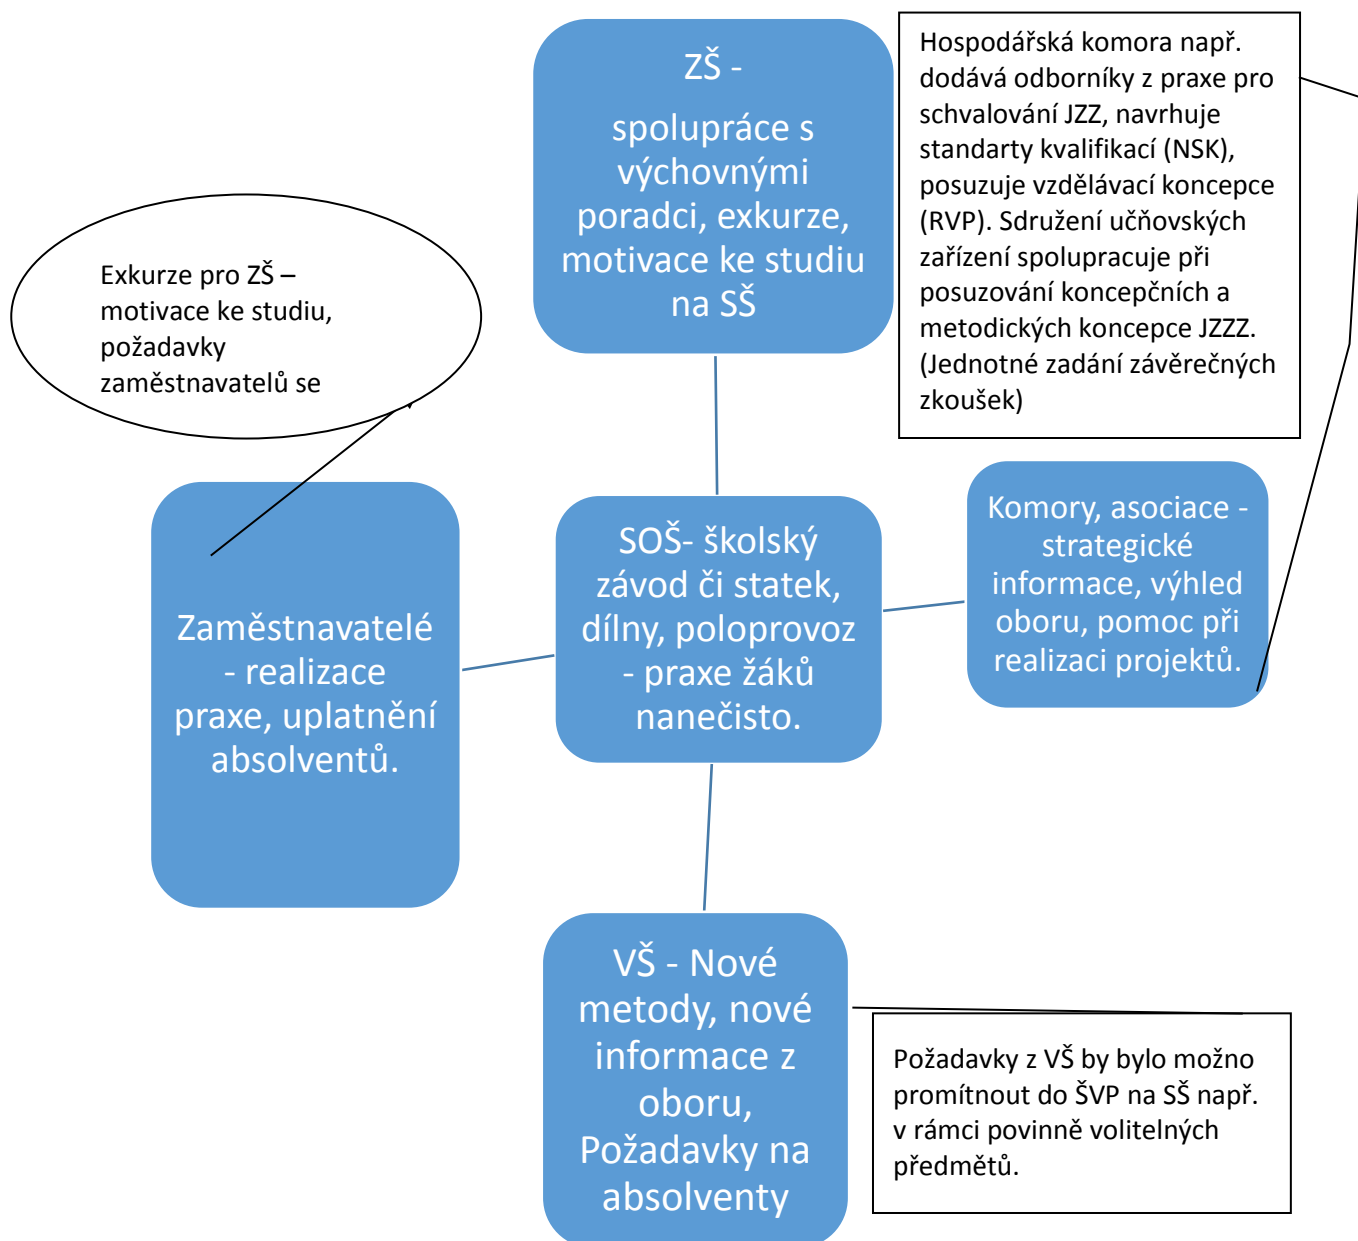 ZŠ -
spolupráce s
výchovnými
poradci, exkurze,
motivace ke studiu
na SŠ
Hospodářská komora např.
dodává odborníky z praxe pro
schvalování JZZ, navrhuje
standarty kvalifikací (NSK),
posuzuje vzdělávací koncepce
(RVP). Sdružení učňovských
zařízení spolupracuje při
posuzování koncepčních a
metodických koncepce JZZZ.
(Jednotné zadání závěrečných
zkoušek)
Exkurze pro ZŠ –
motivace ke studiu,
požadavky
zaměstnavatelů se
Zaměstnavatelé
- realizace
praxe, uplatnění
absolventů.
SOŠ- školský
závod či statek,
dílny, poloprovoz
- praxe žáků
nanečisto.
Komory, asociace -
strategické
informace, výhled
oboru, pomoc při
realizaci projektů.
VŠ - Nové
metody, nové
informace z
oboru,
Požadavky na
absolventy
Požadavky z VŠ by bylo možno
promítnout do ŠVP na SŠ např.
v rámci povinně volitelných
předmětů.